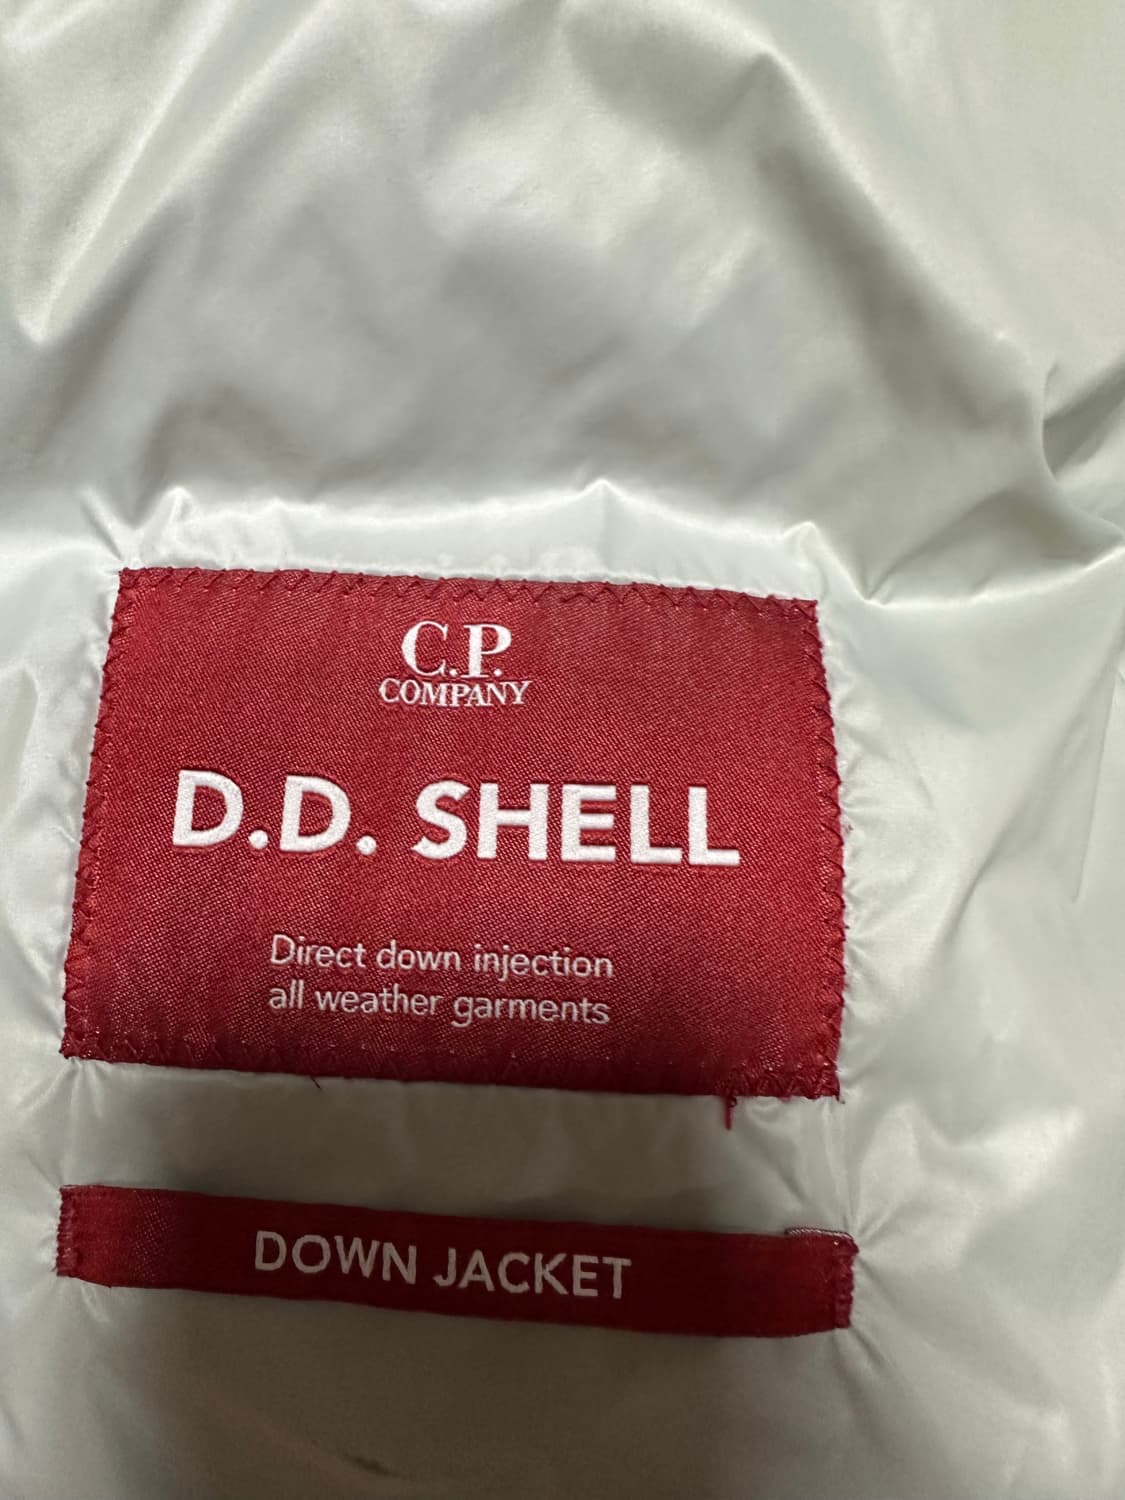 C.P.
COMPANY
D.D. SHELL
Direct down injection
all weather garments
DOWN JACKET